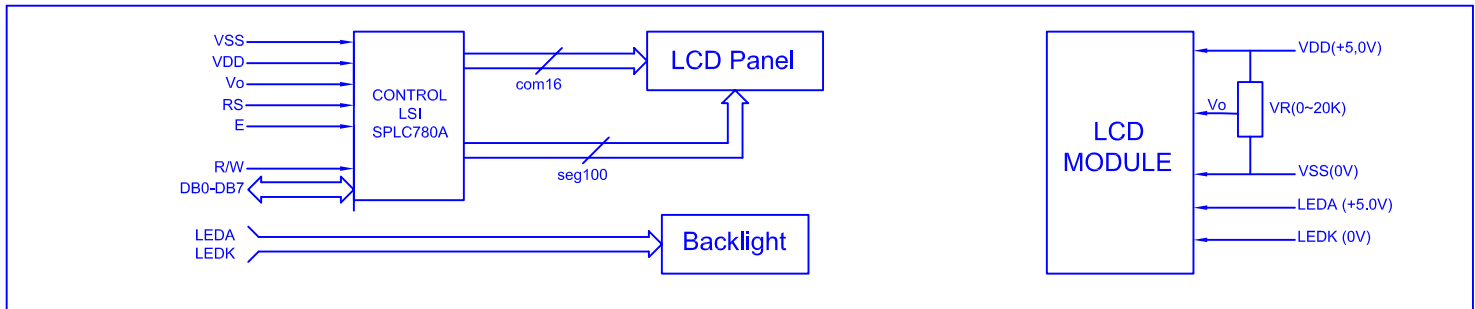 VSS
VDD
Vo
RS
E
R/W
DB0-DB7
CONTROL
LSI
SPLC780A
com16
seg100
LCD Panel
LEDA
LEDK
Backlight
LCD
MODULE
VDD(+5,0V)
Vo
VR(0~20K)
VSS(0V)
LEDA (+5.0V)
LEDK (0V)